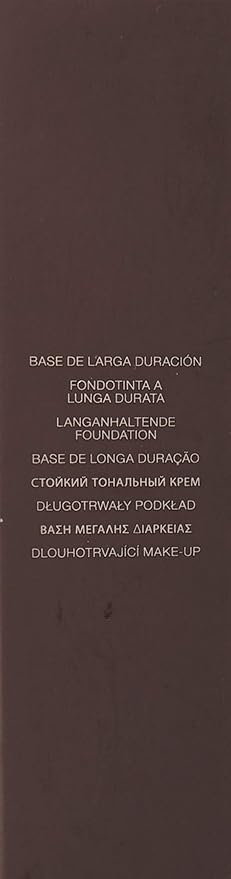 BASE DE LARGA DURACIÓN
FONDOTINTA A
LUNGA DURATA
LANGANHALTENDE
FOUNDATION
BASE DE LONGA DURAÇÃO
СТОЙКИЙ ТОНАЛЬНЫЙ КРЕМ
DŁUGOTRWAŁY PODKŁAD
ΒΑΣΗ ΜΕΓΑΛΗΣ ΔΙΑΡΚΕΙΑΣ
DLOUHOTRVAJÍCÍ MAKE-UP